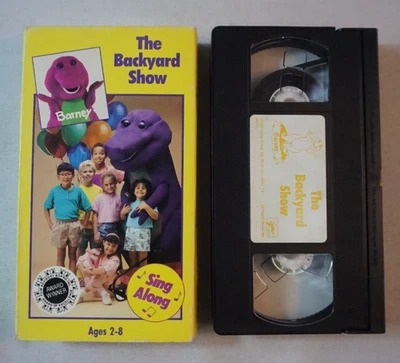 The
Backyard
Show
Barney
AWARD
WINNER
Sing
Along
Ages 2-8
The
Backyard
Show